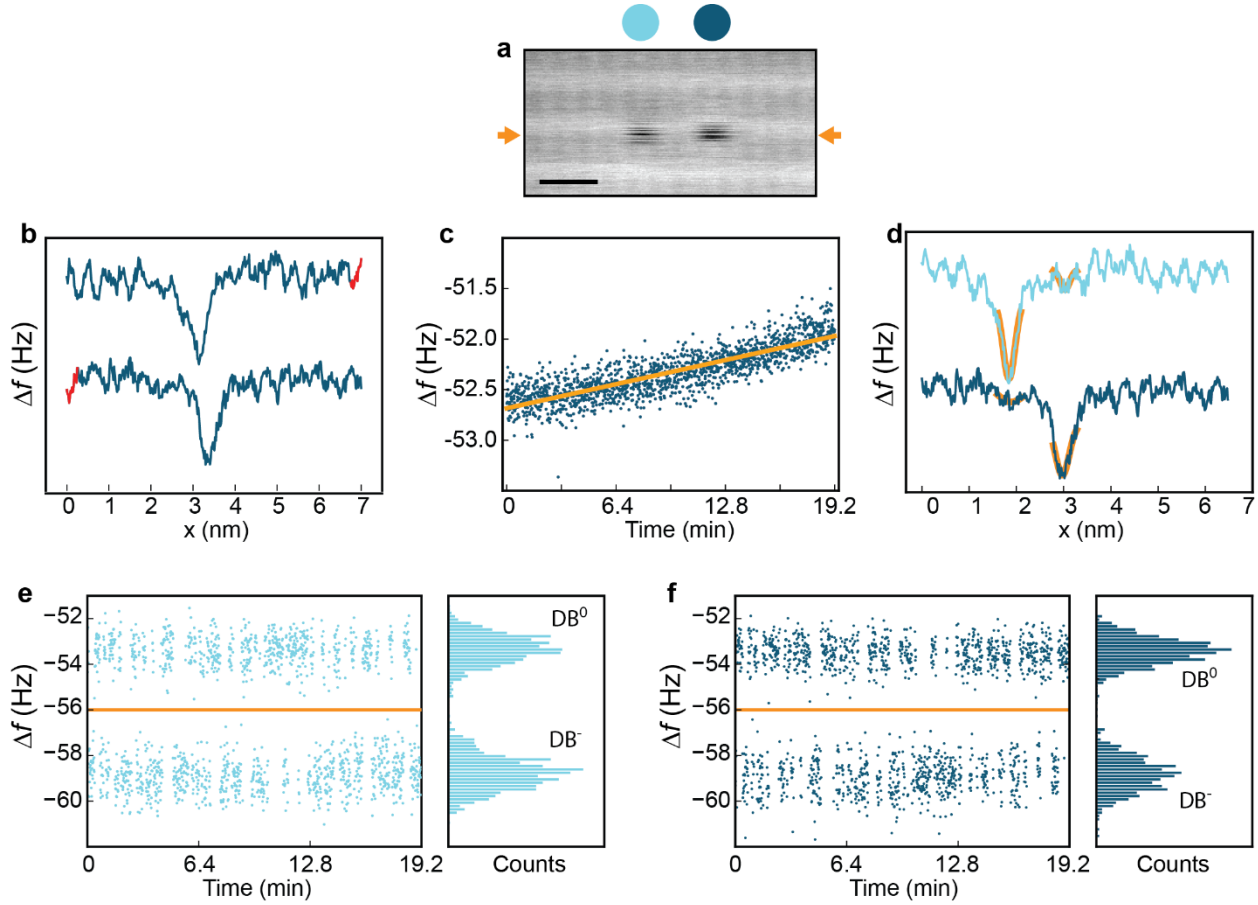 a
b
Δf (Hz)
0 1 2 3 4 5 6 7
x (nm)
c
Δf (Hz)
-51.5
-52.0
-52.5
-53.0
0 6.4 12.8 19.2
Time (min)
d
Δf (Hz)
0 1 2 3 4 5 6 7
x (nm)
e
Δf (Hz)
−52
−54
−56
−58
−60
0 6.4 12.8 19.2
Time (min)
DB⁰
DB⁻
Counts
f
Δf (Hz)
−52
−54
−56
−58
−60
0 6.4 12.8 19.2
Time (min)
DB⁰
DB⁻
Counts